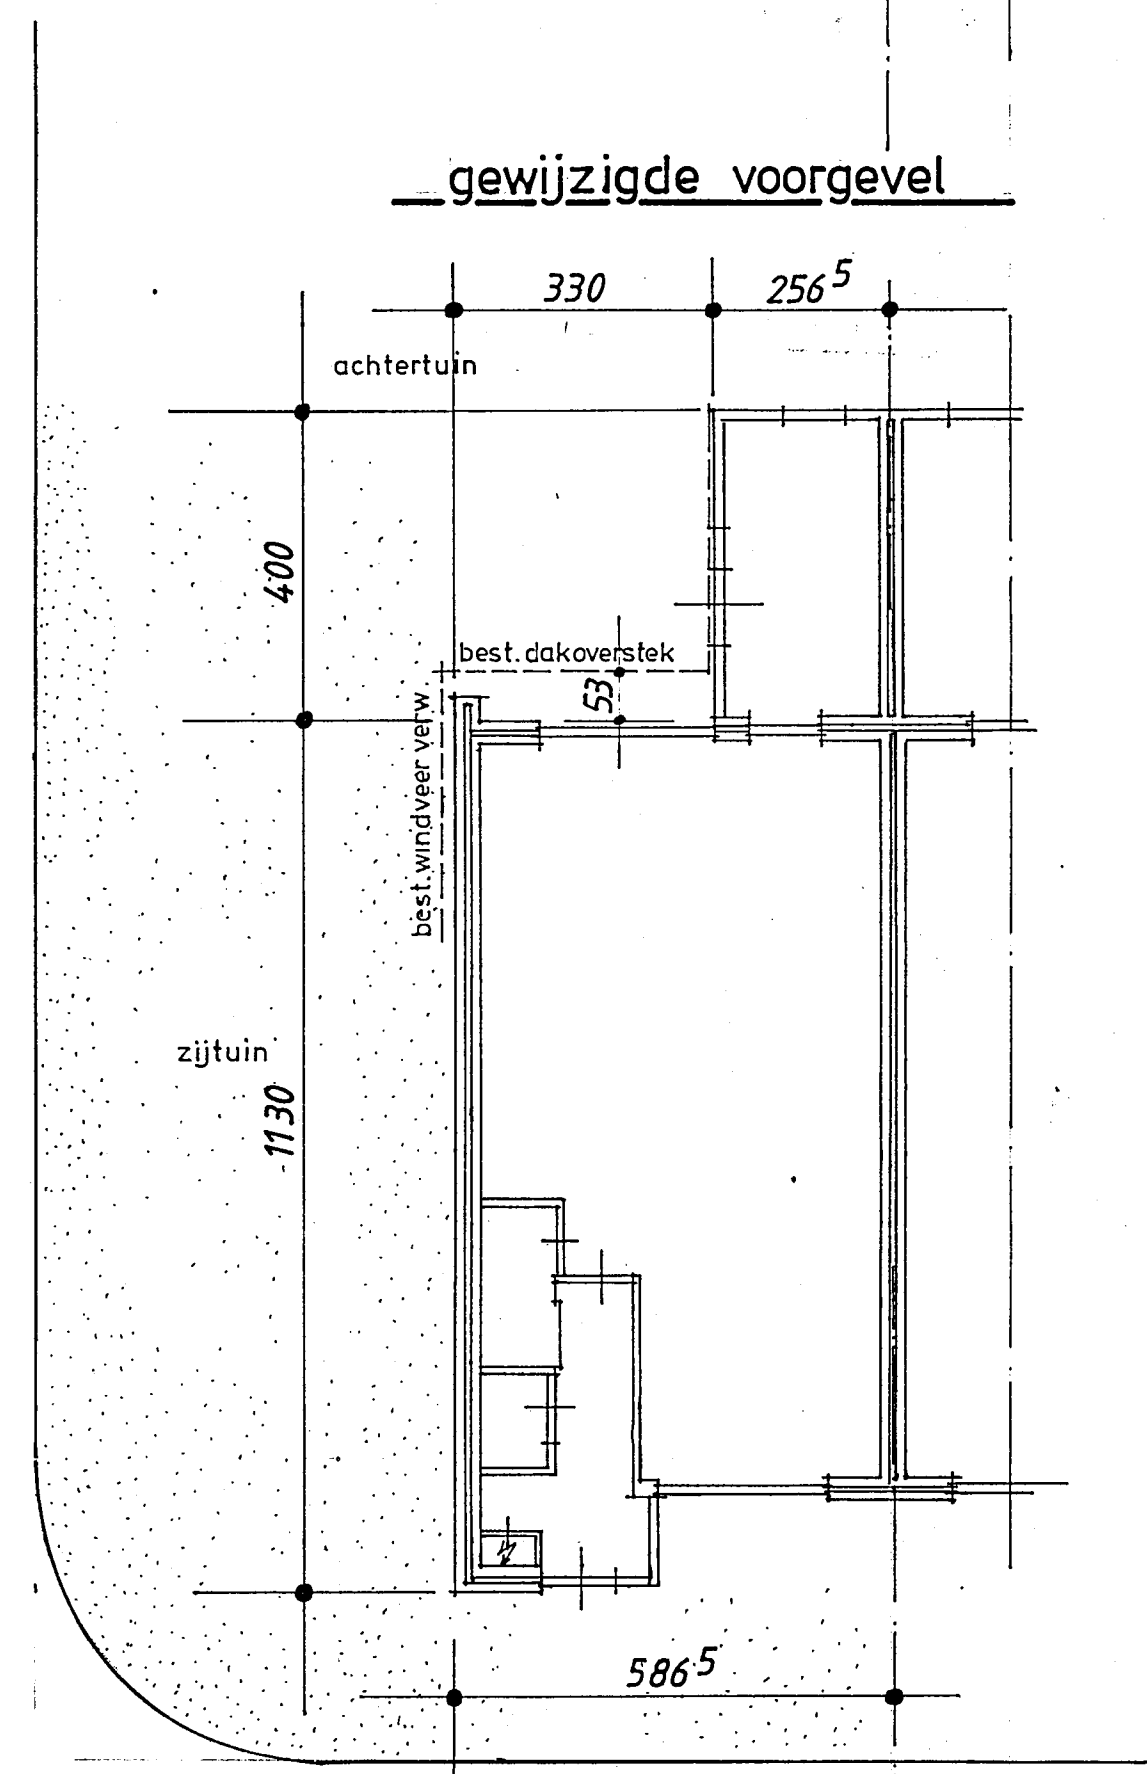 gewijzigde voorgevel
330
256⁵
achtertuin
400
best. dakoverstek
53
best. windveer verw.
zijtuin
1130
586⁵